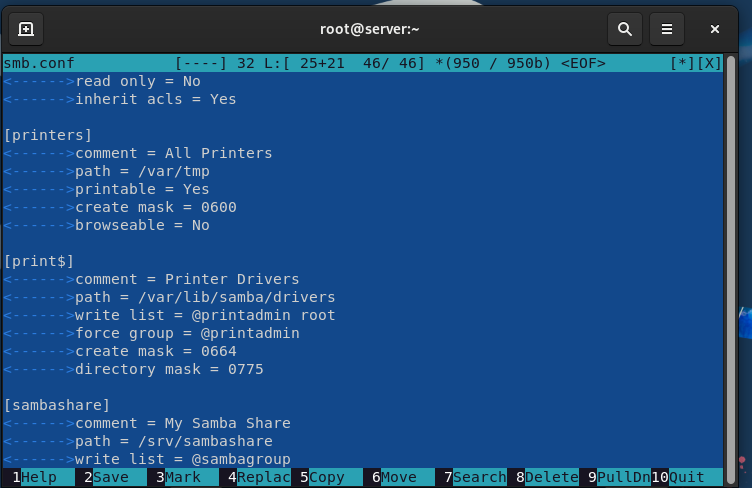 root@server:~
smb.conf [----] 32 L:[ 25+21 46/ 46] *(950 / 950b) <EOF> [*][X]
<------>read only = No
<------>inherit acls = Yes
[printers]
<------>comment = All Printers
<------>path = /var/tmp
<------>printable = Yes
<------>create mask = 0600
<------>browseable = No
[print$]
<------>comment = Printer Drivers
<------>path = /var/lib/samba/drivers
<------>write list = @printadmin root
<------>force group = @printadmin
<------>create mask = 0664
<------>directory mask = 0775
[sambashare]
<------>comment = My Samba Share
<------>path = /srv/sambashare
<------>write list = @sambagroup
1Help 2Save 3Mark 4Replac 5Copy 6Move 7Search 8Delete 9PullDn 10Quit